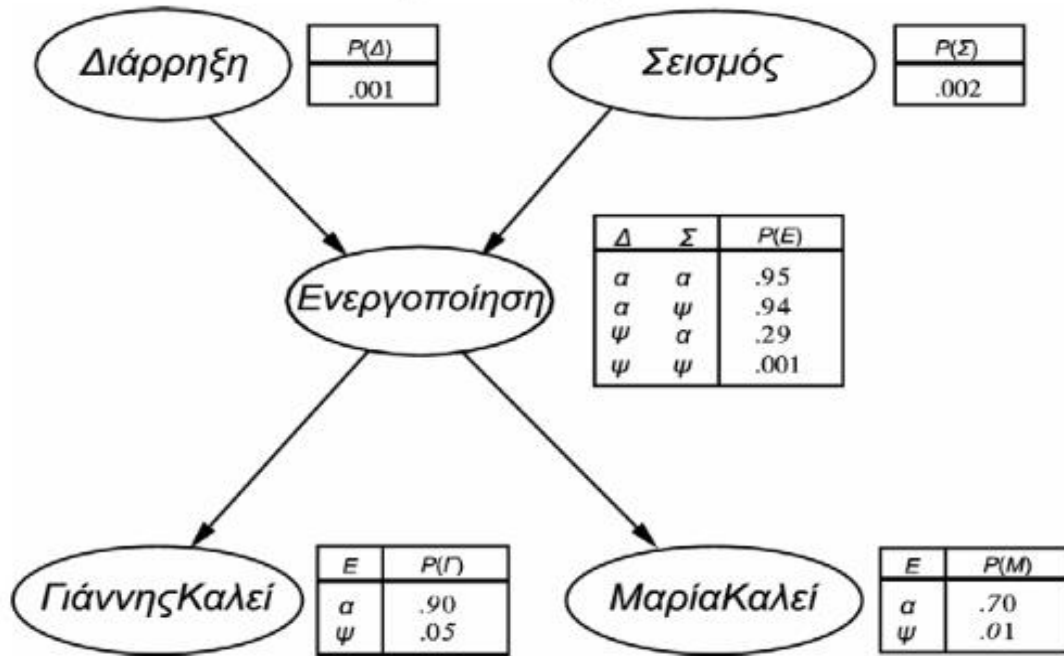 Διάρρηξη
P(Δ)
.001
Σεισμός
P(Σ)
.002
Ενεργοποίηση
Δ Σ P(E)
α α .95
α ψ .94
ψ α .29
ψ ψ .001
ΓιάννηςΚαλεί
E P(Γ)
α .90
ψ .05
ΜαρίαΚαλεί
E P(M)
α .70
ψ .01